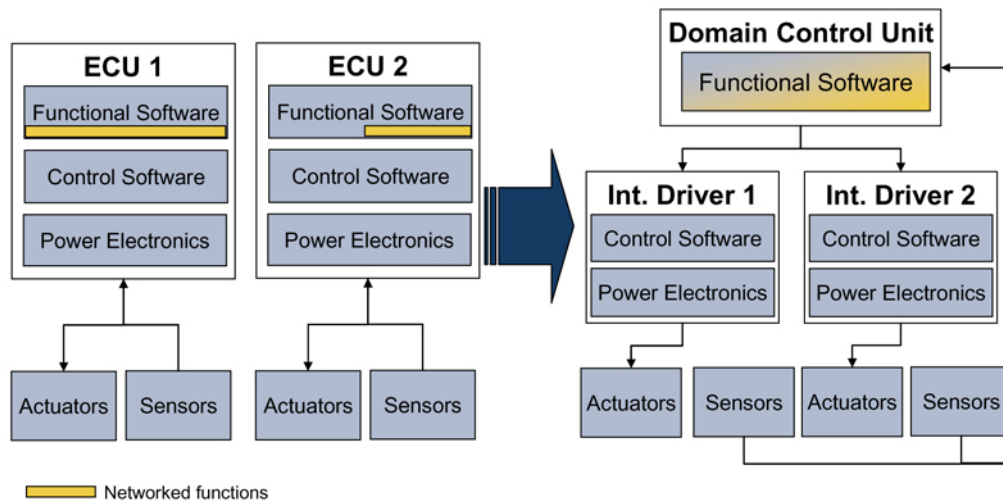 ECU 1
Functional Software
Control Software
Power Electronics
Actuators
Sensors
ECU 2
Functional Software
Control Software
Power Electronics
Actuators
Sensors
Domain Control Unit
Functional Software
Int. Driver 1
Control Software
Power Electronics
Int. Driver 2
Control Software
Power Electronics
Actuators
Sensors
Actuators
Sensors
Networked functions